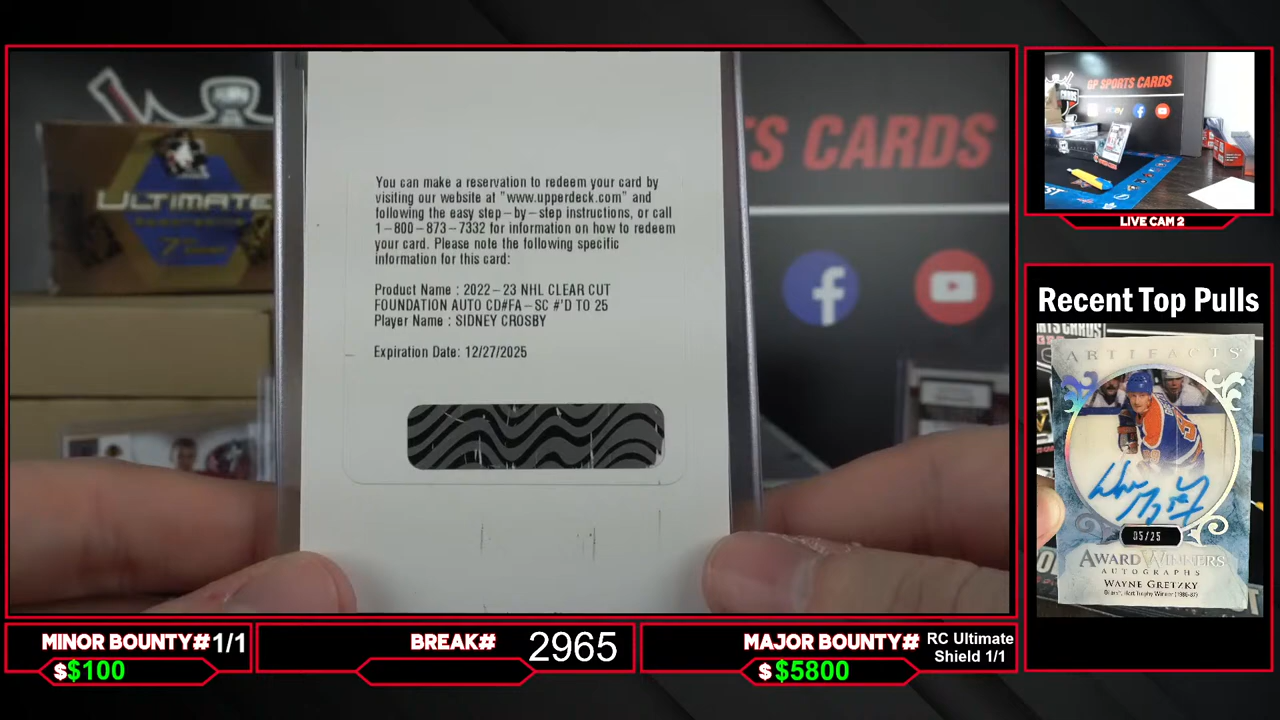 You can make a reservation to redeem your card by
visiting our website at "www.upperdeck.com" and
following the easy step–by–step instructions, or call
1–800–873–7332 for information on how to redeem
your card. Please note the following specific
information for this card:
Product Name : 2022–23 NHL CLEAR CUT
FOUNDATION AUTO CD#FA–SC #'D TO 25
Player Name : SIDNEY CROSBY
Expiration Date: 12/27/2025
ULTIMATE
S CARDS
GP SPORTS CARDS
LIVE CAM 2
Recent Top Pulls
ARTIFACTS
05/25
AWARD WINNERS
AUTOGRAPHS
WAYNE GRETZKY
MINOR BOUNTY# 1/1
$$100
BREAK# 2965
MAJOR BOUNTY# RC Ultimate
Shield 1/1
$$5800